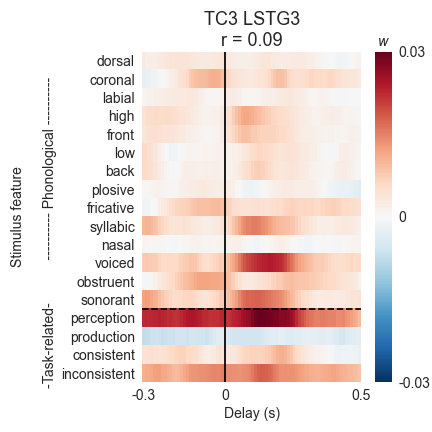 TC3 LSTG3
r = 0.09
w
0.03
0
-0.03
Stimulus feature
----------- Phonological -----------
-Task-related-
dorsal
coronal
labial
high
front
low
back
plosive
fricative
syllabic
nasal
voiced
obstruent
sonorant
perception
production
consistent
inconsistent
-0.3
0
0.5
Delay (s)